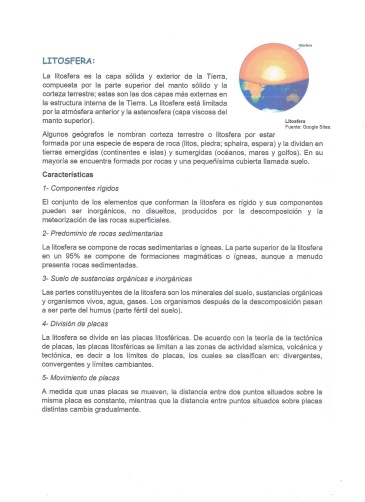 litosfera
LITOSFERA:
La litosfera es la capa sólida y exterior de la Tierra,
compuesta por la parte superior del manto sólido y la
corteza terrestre; estas son las dos capas más externas en
la estructura interna de la Tierra. La litosfera está limitada
por la atmósfera anterior y la astenosfera (capa viscosa del
manto superior).
Litosfera
Fuente: Google Sites.
Algunos geógrafos le nombran corteza terrestre o litosfera por estar
formada por una especie de espera de roca (litos, piedra; sphaira, espera) y la dividen en
tierras emergidas (continentes e islas) y sumergidas (océanos, mares y golfos). En su
mayoría se encuentra formada por rocas y una pequeñísima cubierta llamada suelo.
Características
1- Componentes rígidos
El conjunto de los elementos que conforman la litosfera es rígido y sus componentes
pueden ser inorgánicos, no disueltos, producidos por la descomposición y la
meteorización de las rocas superficiales.
2- Predominio de rocas sedimentarias
La litosfera se compone de rocas sedimentarias e ígneas. La parte superior de la litosfera
en un 95% se compone de formaciones magmáticas o ígneas, aunque a menudo
presenta rocas sedimentadas.
3- Suelo de sustancias orgánicas e inorgánicas
Las partes constituyentes de la litosfera son los minerales del suelo, sustancias orgánicas
y organismos vivos, agua, gases. Los organismos después de la descomposición pasan
a ser parte del humus (parte fértil del suelo).
4- División de placas
La litosfera se divide en las placas litosféricas. De acuerdo con la teoría de la tectónica
de placas, las placas litosféricas se limitan a las zonas de actividad sísmica, volcánica y
tectónica, es decir a los límites de placas, los cuales se clasifican en: divergentes,
convergentes y límites cambiantes.
5- Movimiento de placas
A medida que unas placas se mueven, la distancia entre dos puntos situados sobre la
misma placa es constante, mientras que la distancia entre puntos situados sobre placas
distintas cambia gradualmente.